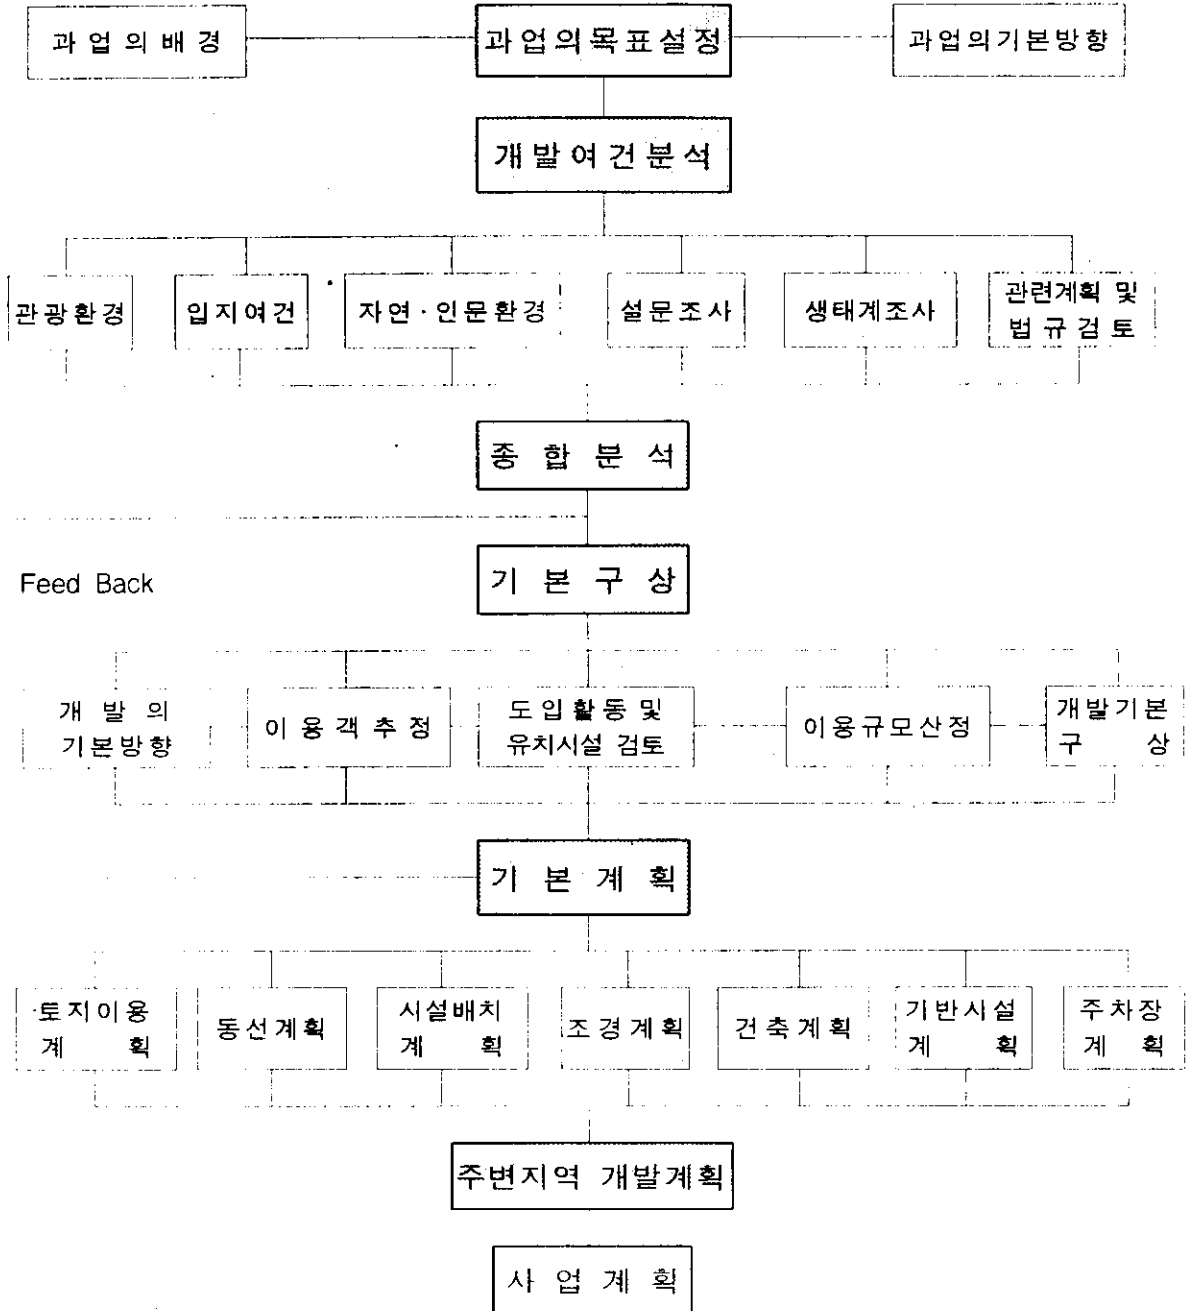 과업의배경
과업의목표설정
과업의기본방향
개발여건분석
관광환경
입지여건
자연·인문환경
설문조사
생태계조사
관련계획 및
법규검토
종합분석
Feed Back
기본구상
개발의
기본방향
이용객추정
도입활동및
유치시설 검토
이용규모산정
개발기본
구상
기본계획
토지이용
계획
동선계획
시설배치
계획
조경계획
건축계획
기반시설
계획
주차장
계획
주변지역 개발계획
사업계획